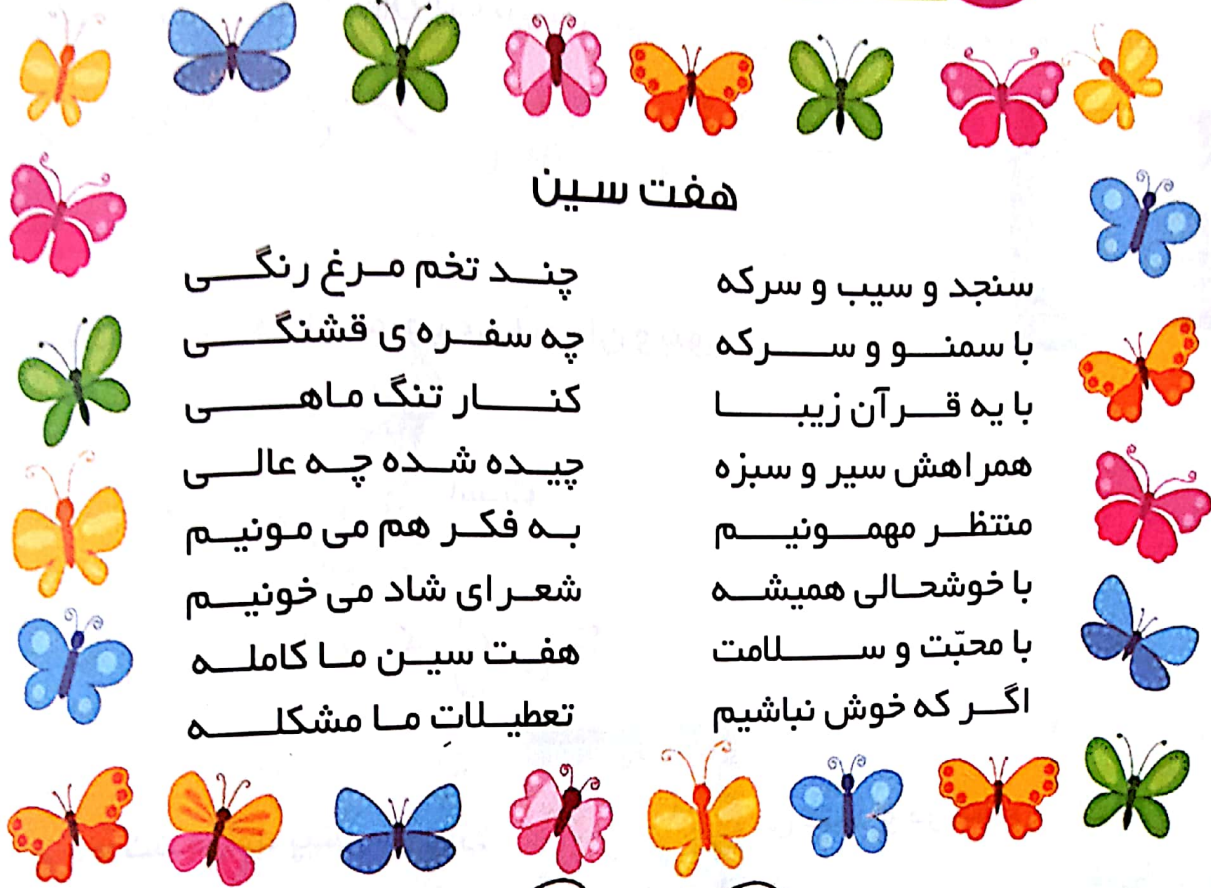 هفت سین
سنجد و سیب و سرکه چند تخم مرغ رنگی
با سمنو و سرکه چه سفره ی قشنگی
با یه قرآن زیبا کنار تنگ ماهی
همراهش سیر و سبزه چیده شده چه عالی
منتظر مهمونیم به فکر هم می مونیم
با خوشحالی همیشه شعرای شاد می خونیم
با محبّت و سلامت هفت سین ما کامله
اگر که خوش نباشیم تعطیلاتِ ما مشکله